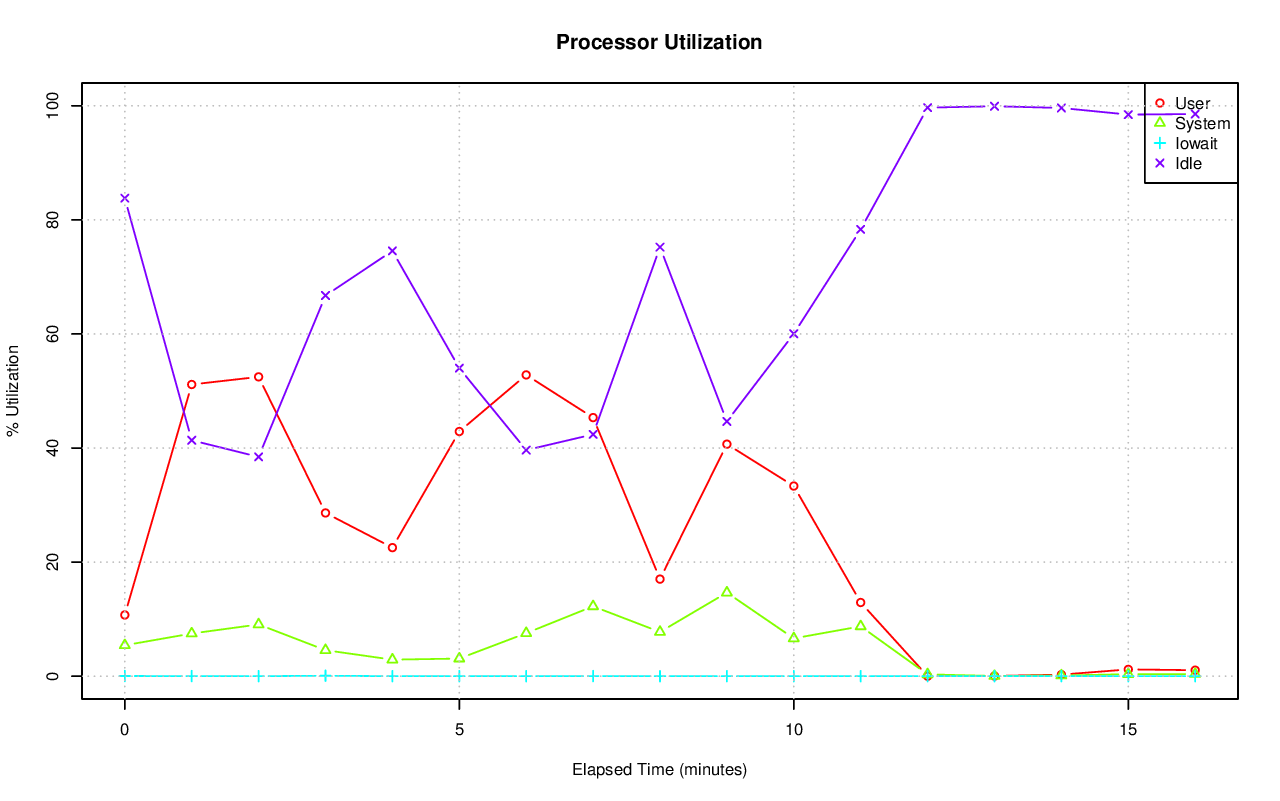 Processor Utilization
User
System
Iowait
Idle
% Utilization
100
80
60
40
20
0
0 5 10 15
Elapsed Time (minutes)